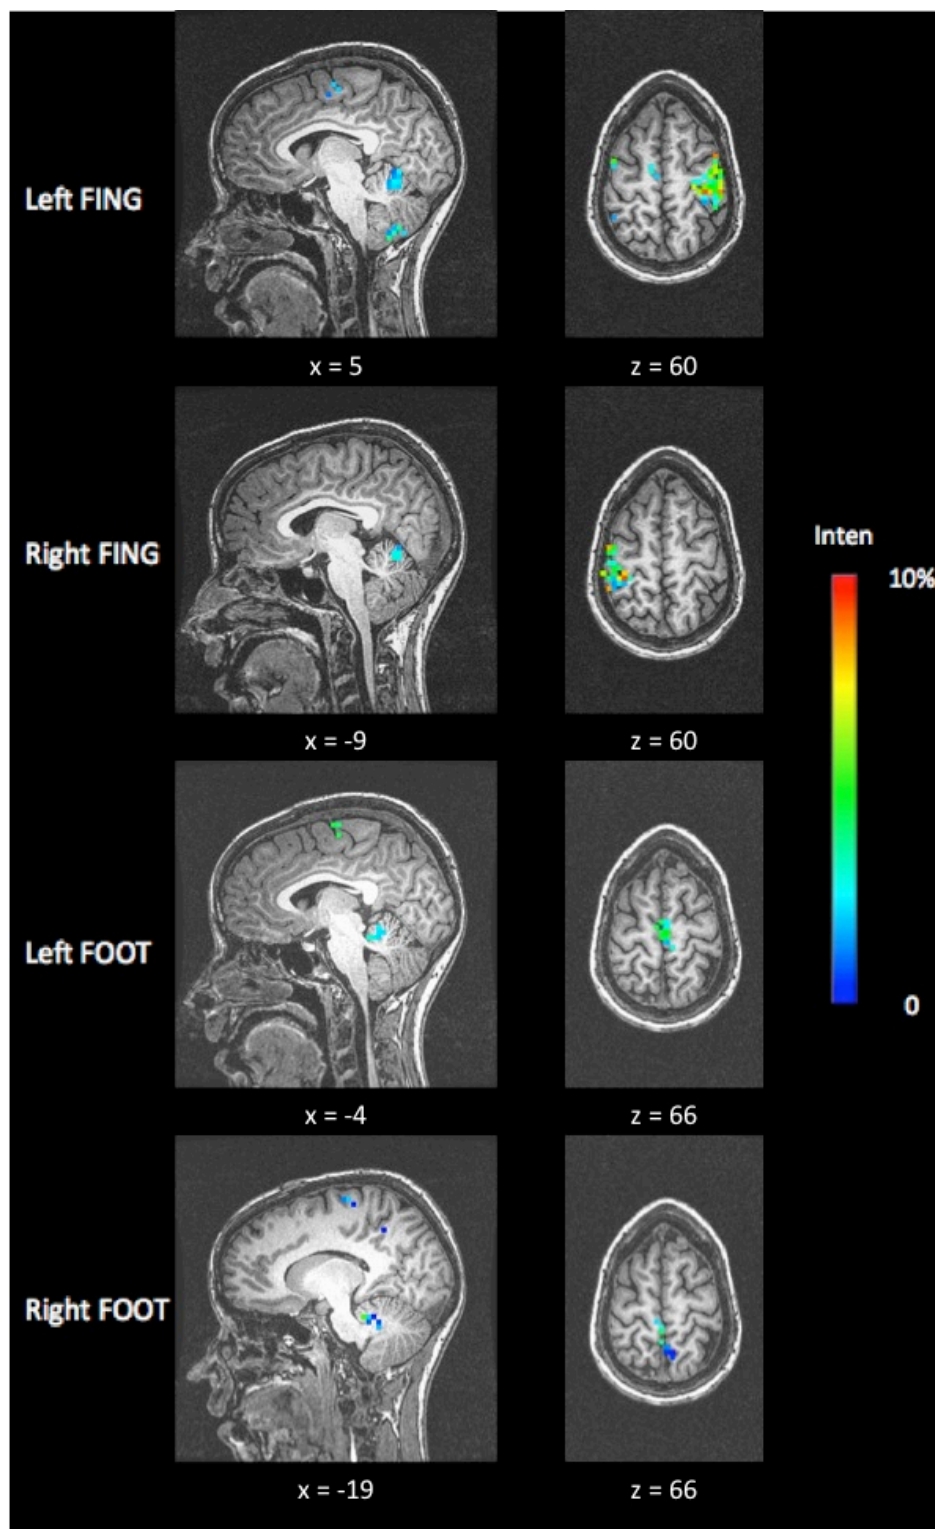 Left FING
x = 5
z = 60
Right FING
x = -9
z = 60
Inten
10%
0
Left FOOT
x = -4
z = 66
Right FOOT
x = -19
z = 66